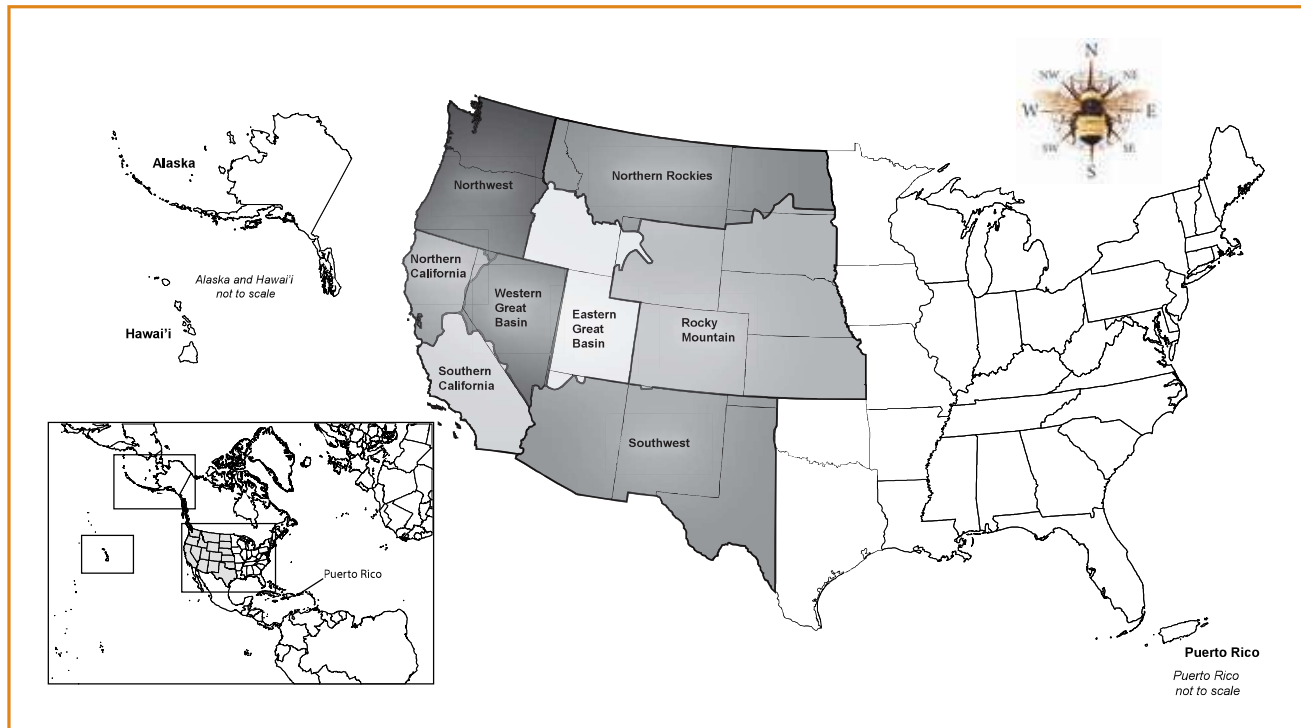 N
NW
NE
W
E
SW
SE
S
Alaska
Alaska and Hawai'i
not to scale
Hawai'i
Northwest
Northern Rockies
Northern
California
Western
Great
Basin
Eastern
Great
Basin
Rocky
Mountain
Southern
California
Southwest
Puerto Rico
Puerto Rico
Puerto Rico
not to scale